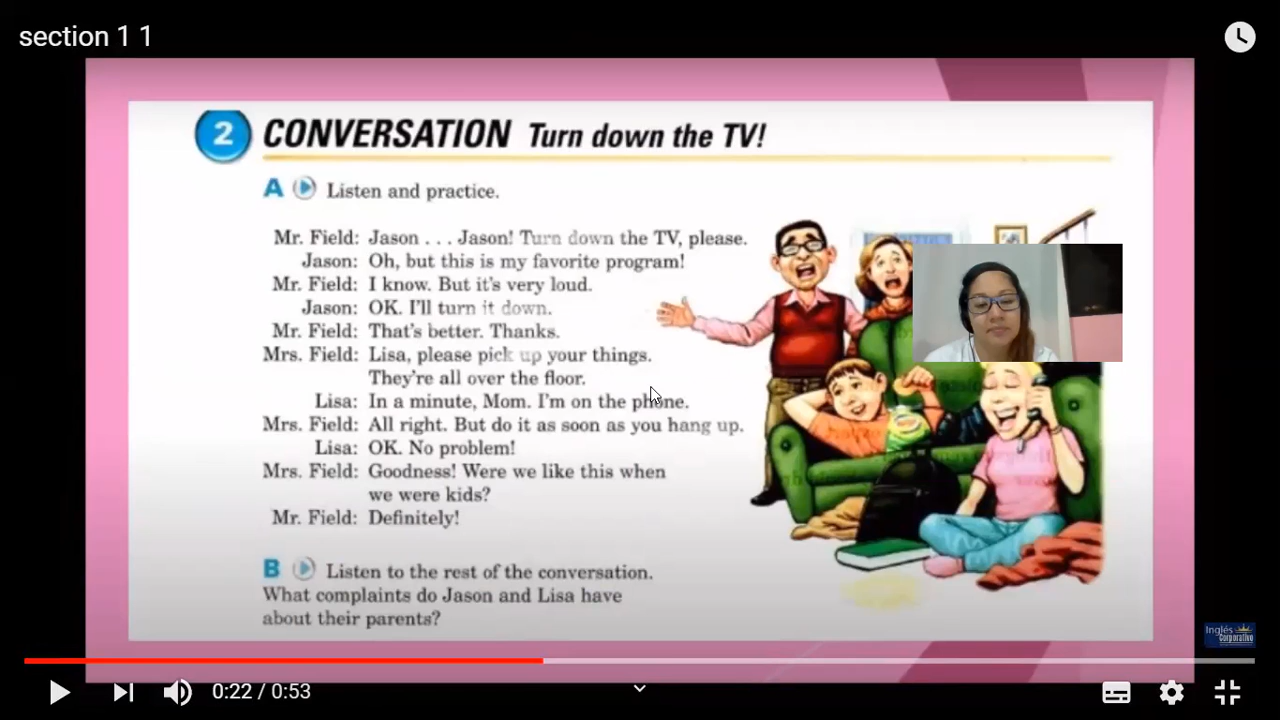 section 1 1
2 CONVERSATION Turn down the TV!
A Listen and practice.
Mr. Field: Jason . . . Jason! Turn down the TV, please.
Jason: Oh, but this is my favorite program!
Mr. Field: I know. But it's very loud.
Jason: OK. I'll turn it down.
Mr. Field: That's better. Thanks.
Mrs. Field: Lisa, please pick up your things.
They're all over the floor.
Lisa: In a minute, Mom. I'm on the phone.
Mrs. Field: All right. But do it as soon as you hang up.
Lisa: OK. No problem!
Mrs. Field: Goodness! Were we like this when
we were kids?
Mr. Field: Definitely!
B Listen to the rest of the conversation.
What complaints do Jason and Lisa have
about their parents?
Inglés
Corporativo
0:22 / 0:53